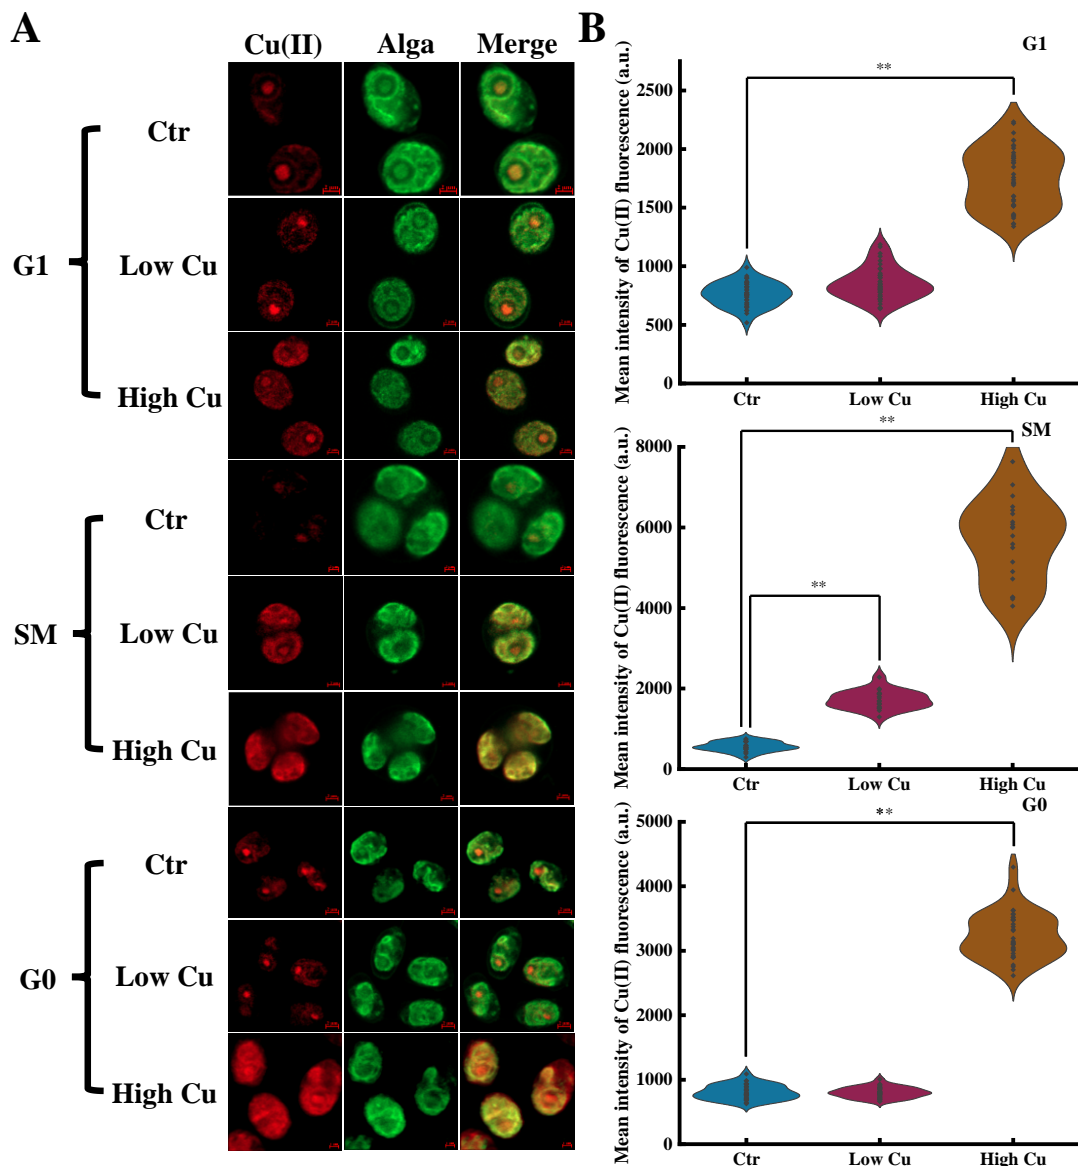 A
Cu(II) Alga Merge
G1
Ctr
Low Cu
High Cu
SM
Ctr
Low Cu
High Cu
G0
Ctr
Low Cu
High Cu
B
G1
Mean intensity of Cu(II) fluorescence (a.u.)
2500
2000
1500
1000
500
0
**
Ctr Low Cu High Cu
SM
Mean intensity of Cu(II) fluorescence (a.u.)
8000
6000
4000
2000
0
**
**
Ctr Low Cu High Cu
G0
Mean intensity of Cu(II) fluorescence (a.u.)
5000
4000
3000
2000
1000
0
**
Ctr Low Cu High Cu